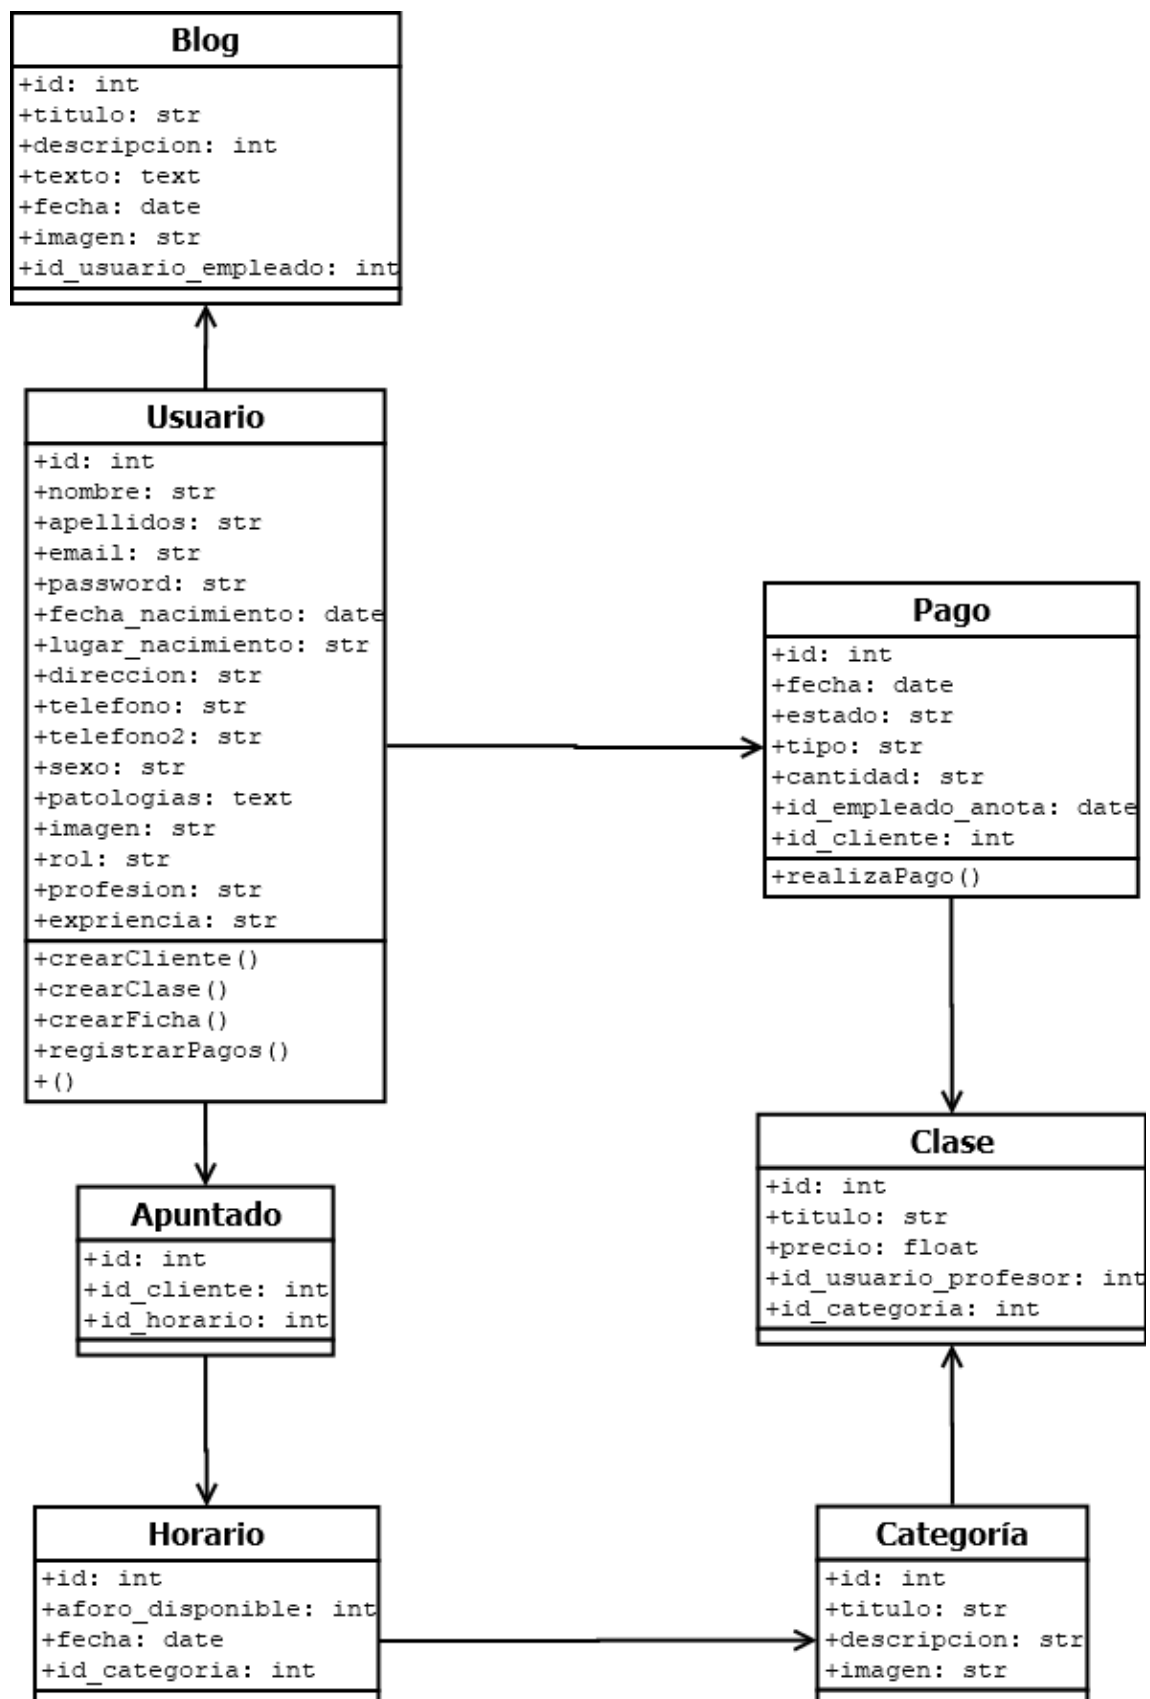 Blog
+id: int
+titulo: str
+descripcion: int
+texto: text
+fecha: date
+imagen: str
+id_usuario_empleado: int
Usuario
+id: int
+nombre: str
+apellidos: str
+email: str
+password: str
+fecha_nacimiento: date
+lugar_nacimiento: str
+direccion: str
+telefono: str
+telefono2: str
+sexo: str
+patologias: text
+imagen: str
+rol: str
+profesion: str
+expriencia: str
+crearCliente()
+crearClase()
+crearFicha()
+registrarPagos()
+()
Pago
+id: int
+fecha: date
+estado: str
+tipo: str
+cantidad: str
+id_empleado_anota: date
+id_cliente: int
+realizaPago()
Clase
+id: int
+titulo: str
+precio: float
+id_usuario_profesor: int
+id_categoria: int
Apuntado
+id: int
+id_cliente: int
+id_horario: int
Horario
+id: int
+aforo_disponible: int
+fecha: date
+id_categoria: int
Categoría
+id: int
+titulo: str
+descripcion: str
+imagen: str